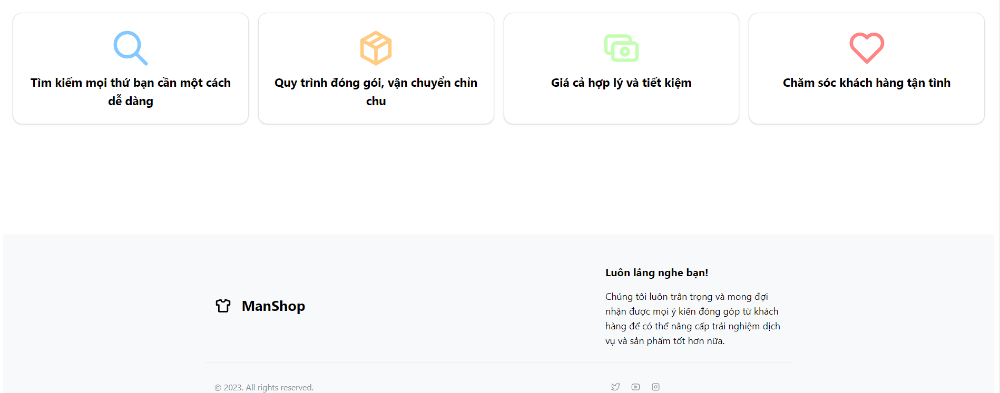 Tìm kiếm mọi thứ bạn cần một cách
dễ dàng
Quy trình đóng gói, vận chuyển chỉn
chu
Giá cả hợp lý và tiết kiệm
Chăm sóc khách hàng tận tình
ManShop
Luôn lắng nghe bạn!
Chúng tôi luôn trân trọng và mong đợi
nhận được mọi ý kiến đóng góp từ khách
hàng để có thể nâng cấp trải nghiệm dịch
vụ và sản phẩm tốt hơn nữa.
© 2023. All rights reserved.